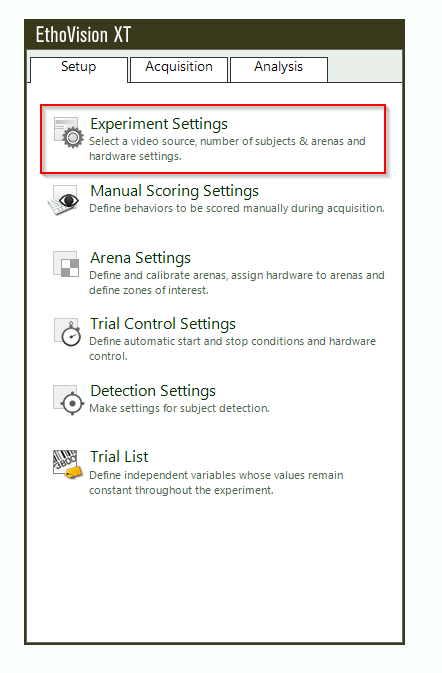 EthoVision XT
Setup
Acquisition
Analysis
Experiment Settings
Select a video source, number of subjects & arenas and
hardware settings.
Manual Scoring Settings
Define behaviors to be scored manually during acquisition.
Arena Settings
Define and calibrate arenas, assign hardware to arenas and
define zones of interest.
Trial Control Settings
Define automatic start and stop conditions and hardware
control.
Detection Settings
Make settings for subject detection.
3800
Trial List
Define independent variables whose values remain
constant throughout the experiment.